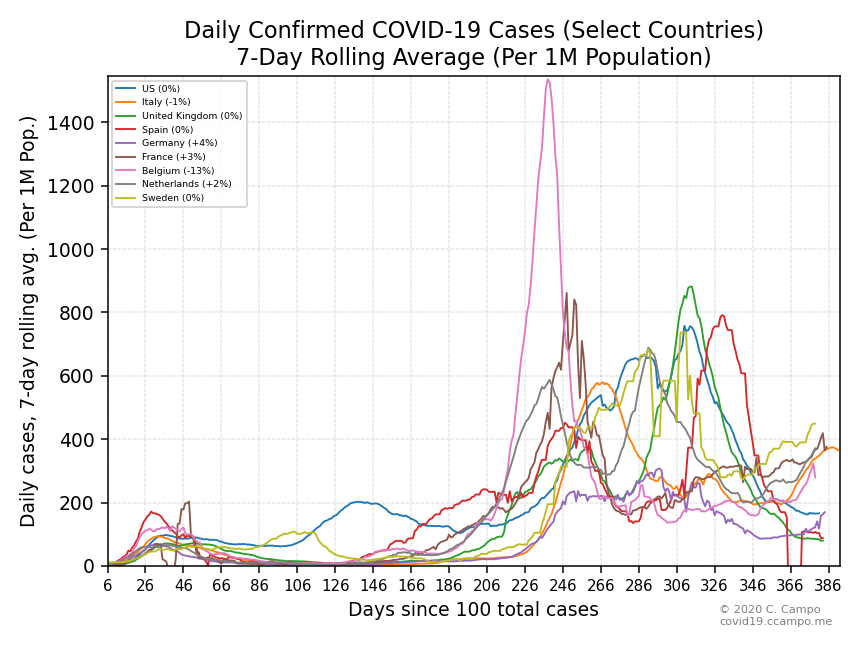 Daily Confirmed COVID-19 Cases (Select Countries)
7-Day Rolling Average (Per 1M Population)
Daily cases, 7-day rolling avg. (Per 1M Pop.)
1400
1200
1000
800
600
400
200
0
US (0%)
Italy (-1%)
United Kingdom (0%)
Spain (0%)
Germany (+4%)
France (+3%)
Belgium (-13%)
Netherlands (+2%)
Sweden (0%)
6 26 46 66 86 106 126 146 166 186 206 226 246 266 286 306 326 346 366 386
Days since 100 total cases
© 2020 C. Campo
covid19.ccampo.me